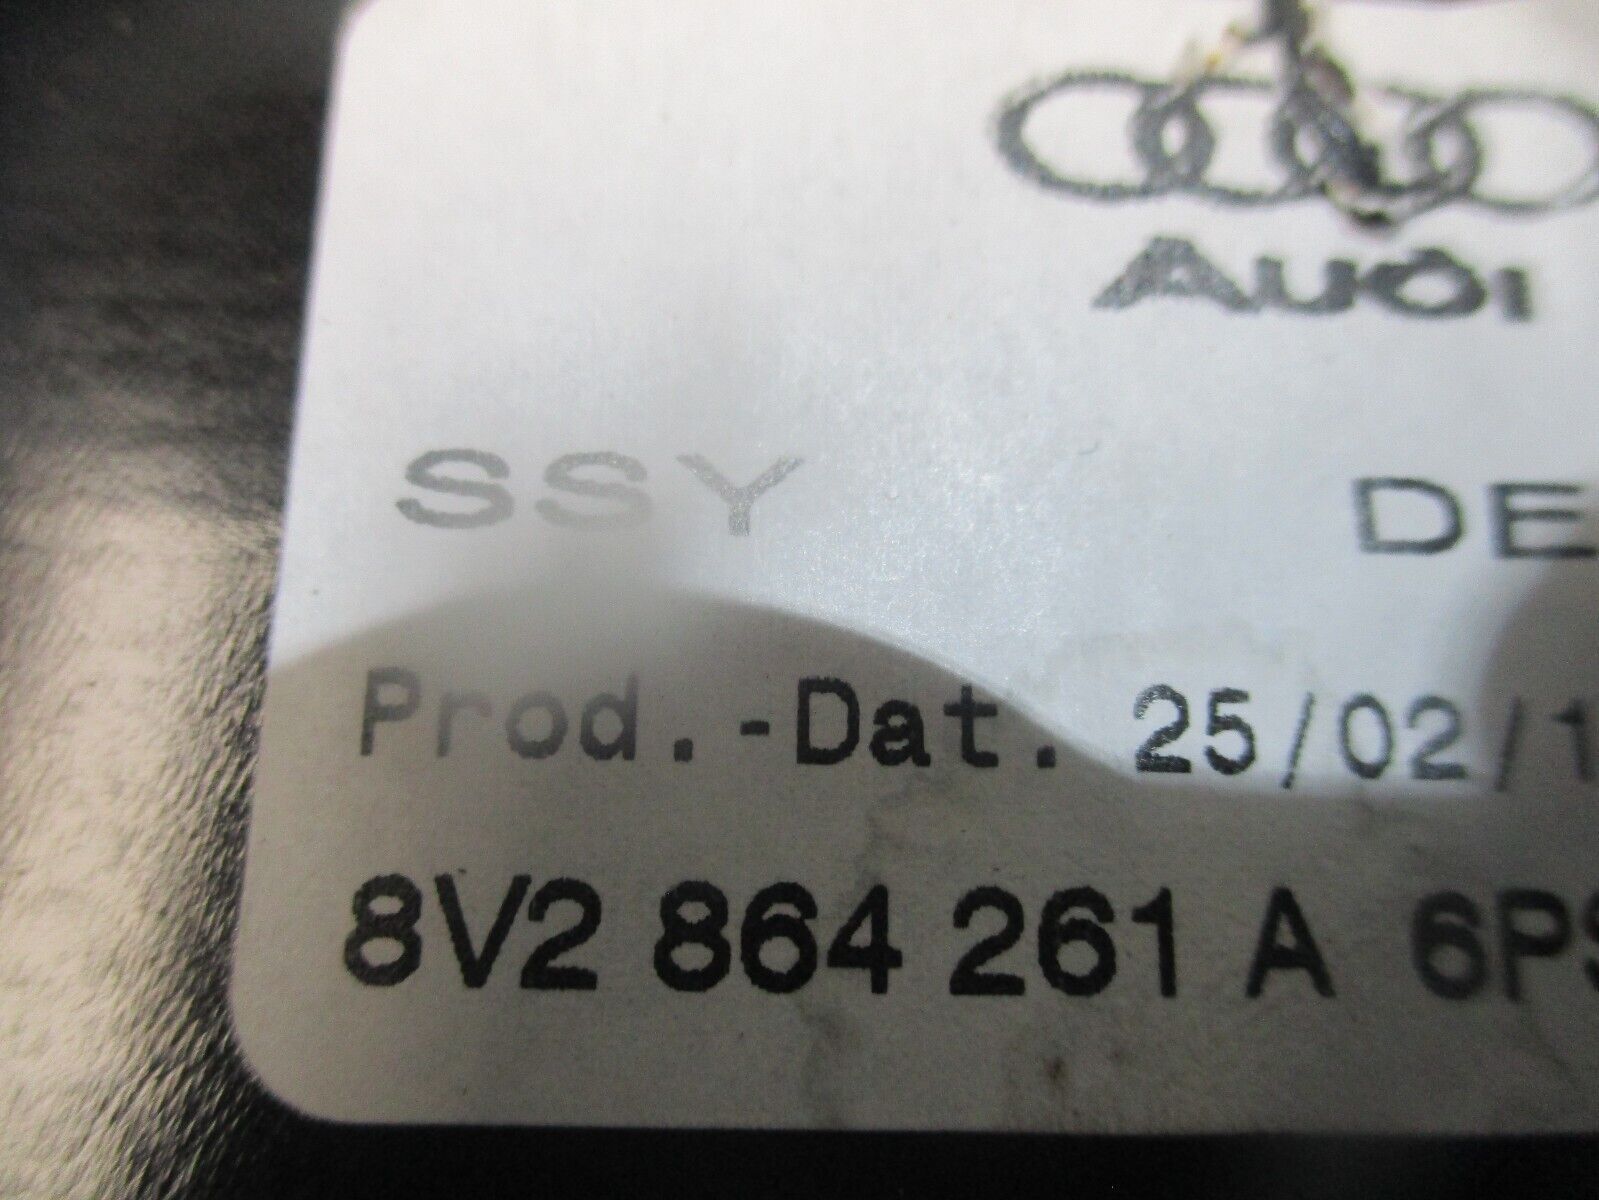 Audi
SSY DE
Prod.-Dat. 25/02/1
8V2 864 261 A 6PS